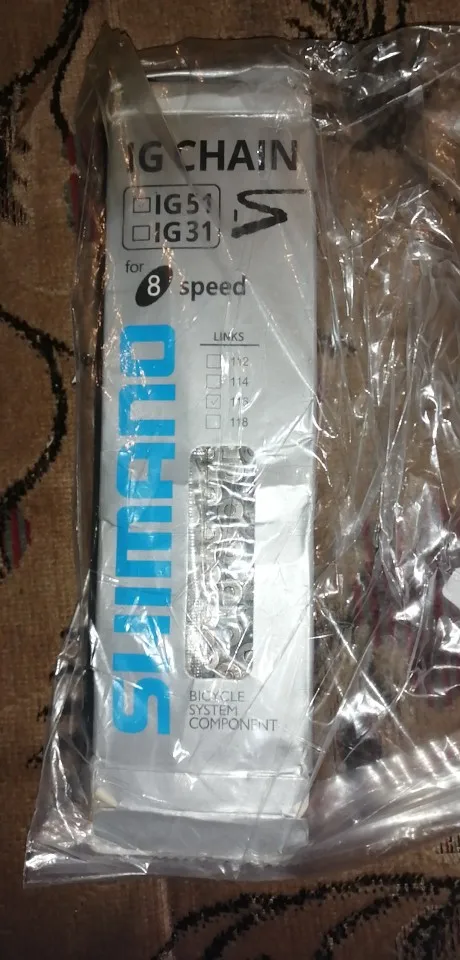 IG CHAIN
IG51
IG31
for 8 speed
LINKS
112
114
116
118
SHIMANO
BICYCLE
SYSTEM
COMPONENT